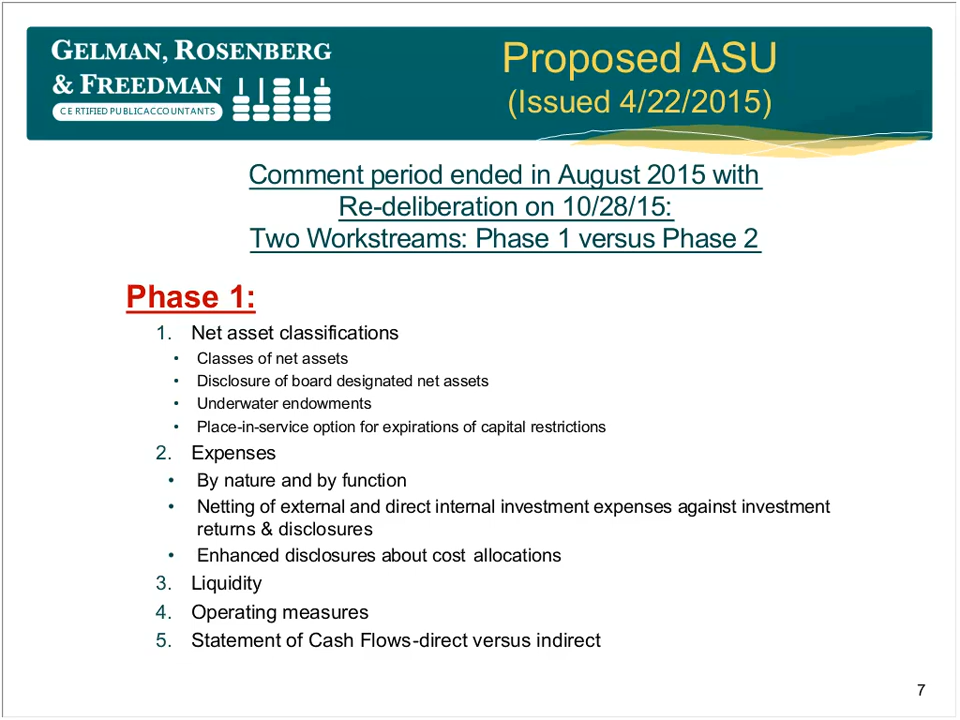 GELMAN, ROSENBERG
& FREEDMAN
CERTIFIED PUBLIC ACCOUNTANTS
Proposed ASU
(Issued 4/22/2015)
Comment period ended in August 2015 with
Re-deliberation on 10/28/15:
Two Workstreams: Phase 1 versus Phase 2
Phase 1:
1. Net asset classifications
• Classes of net assets
• Disclosure of board designated net assets
• Underwater endowments
• Place-in-service option for expirations of capital restrictions
2. Expenses
• By nature and by function
• Netting of external and direct internal investment expenses against investment
returns & disclosures
• Enhanced disclosures about cost allocations
3. Liquidity
4. Operating measures
5. Statement of Cash Flows-direct versus indirect
7